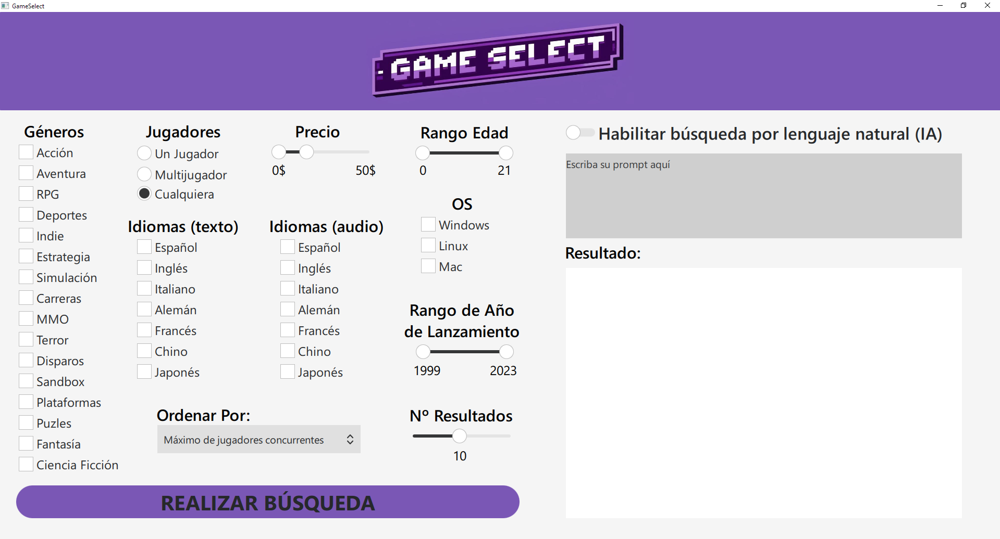 GameSelect
GAME SELECT
Géneros
Acción
Aventura
RPG
Deportes
Indie
Estrategia
Simulación
Carreras
MMO
Terror
Disparos
Sandbox
Plataformas
Puzles
Fantasía
Ciencia Ficción
Jugadores
Un Jugador
Multijugador
Cualquiera
Precio
0$ 50$
Rango Edad
0 21
Idiomas (texto)
Español
Inglés
Italiano
Alemán
Francés
Chino
Japonés
Idiomas (audio)
Español
Inglés
Italiano
Alemán
Francés
Chino
Japonés
OS
Windows
Linux
Mac
Rango de Año
de Lanzamiento
1999 2023
Ordenar Por:
Máximo de jugadores concurrentes
Nº Resultados
10
REALIZAR BÚSQUEDA
Habilitar búsqueda por lenguaje natural (IA)
Escriba su prompt aquí
Resultado: